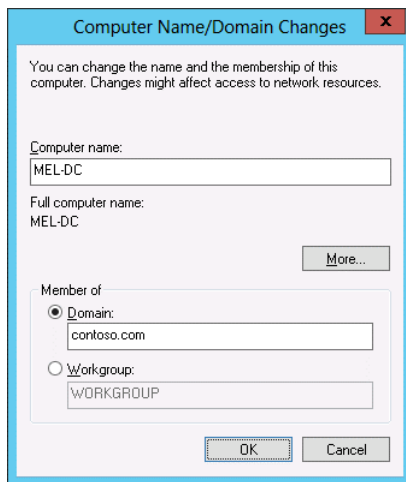 Computer Name/Domain Changes
x
You can change the name and the membership of this
computer. Changes might affect access to network resources.
Computer name:
MEL-DC
Full computer name:
MEL-DC
More...
Member of
Domain:
contoso.com
Workgroup:
WORKGROUP
OK Cancel